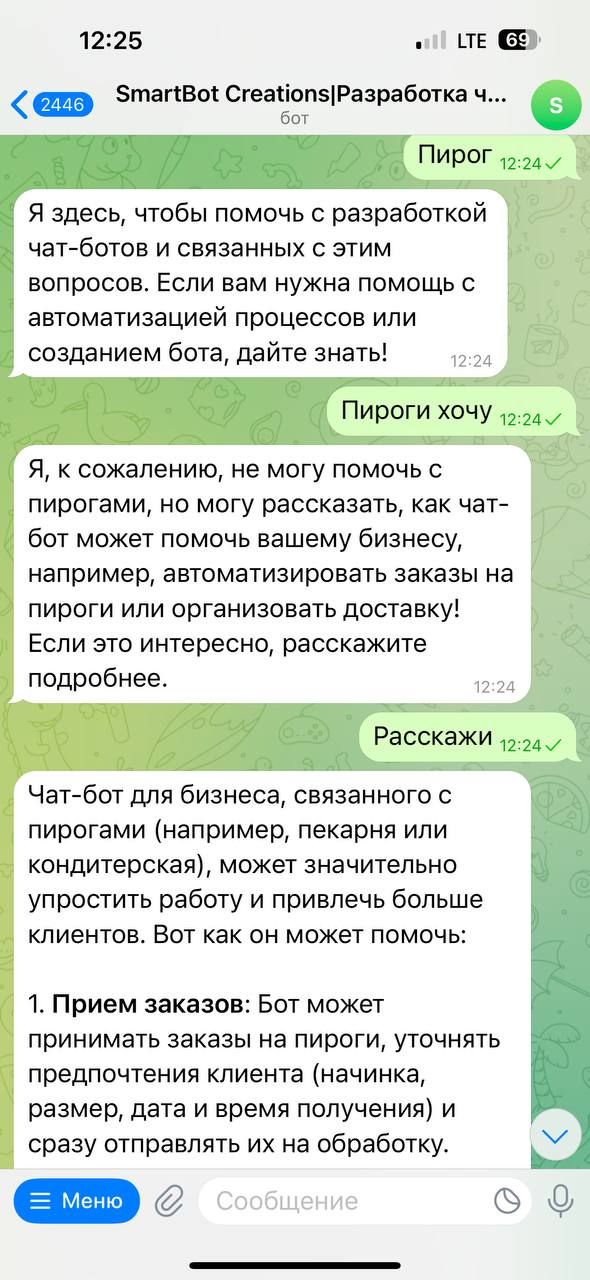 12:25
LTE
69
2446
SmartBot Creations|Разработка ч...
бот
S
Пирог 12:24
Я здесь, чтобы помочь с разработкой
чат-ботов и связанных с этим
вопросов. Если вам нужна помощь с
автоматизацией процессов или
созданием бота, дайте знать!
12:24
Пироги хочу 12:24
Я, к сожалению, не могу помочь с
пирогами, но могу рассказать, как чат-
бот может помочь вашему бизнесу,
например, автоматизировать заказы на
пироги или организовать доставку!
Если это интересно, расскажите
подробнее.
12:24
Расскажи 12:24
Чат-бот для бизнеса, связанного с
пирогами (например, пекарня или
кондитерская), может значительно
упростить работу и привлечь больше
клиентов. Вот как он может помочь:
1. Прием заказов: Бот может
принимать заказы на пироги, уточнять
предпочтения клиента (начинка,
размер, дата и время получения) и
сразу отправлять их на обработку.
Меню
Сообщение